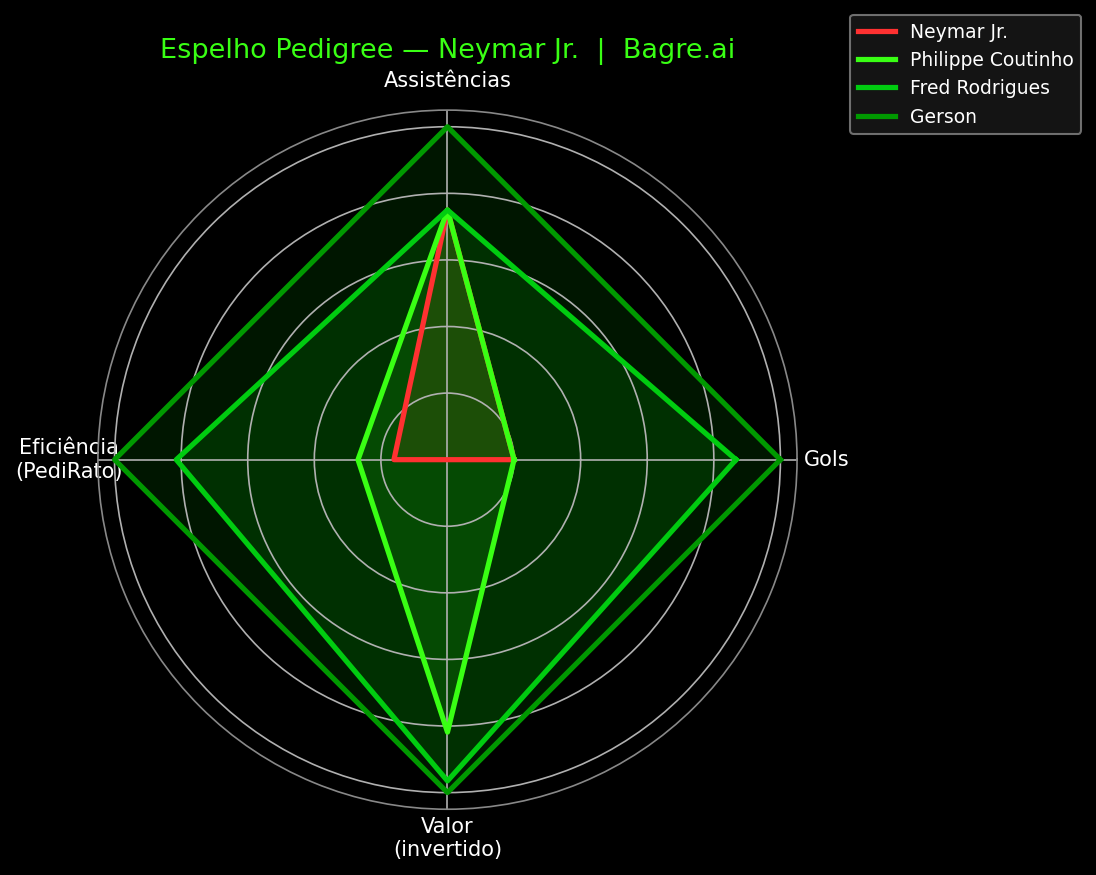 Espelho Pedigree — Neymar Jr.  |  Bagre.ai
Neymar Jr.
Philippe Coutinho
Fred Rodrigues
Gerson
Assistências
Eficiência
(PediRato)
Gols
Valor
(invertido)